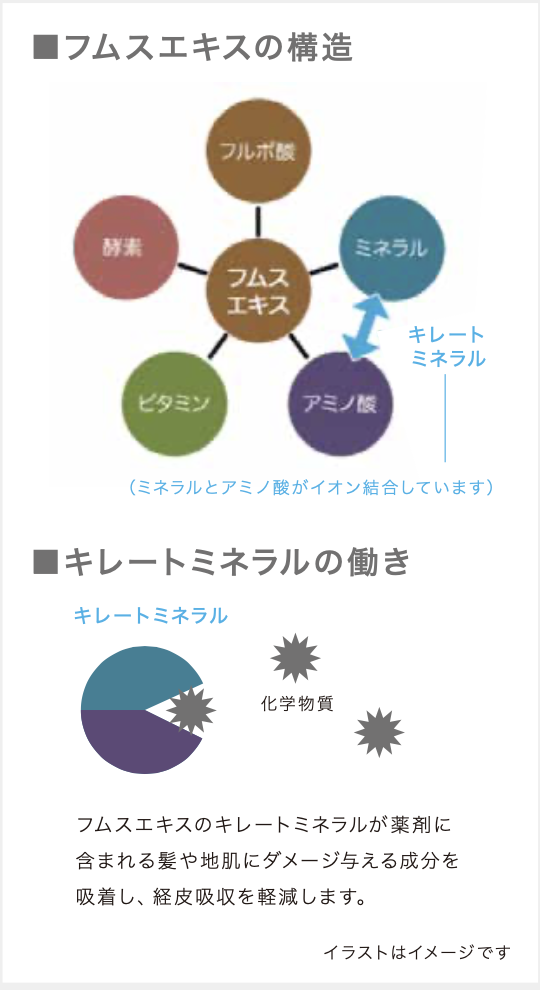 ■フムスエキスの構造
フルボ酸
酵素
ミネラル
フムス
エキス
キレート
ミネラル
ビタミン
アミノ酸
（ミネラルとアミノ酸がイオン結合しています）
■キレートミネラルの働き
キレートミネラル
化学物質
フムスエキスのキレートミネラルが薬剤に
含まれる髪や地肌にダメージ与える成分を
吸着し、経皮吸収を軽減します。
イラストはイメージです